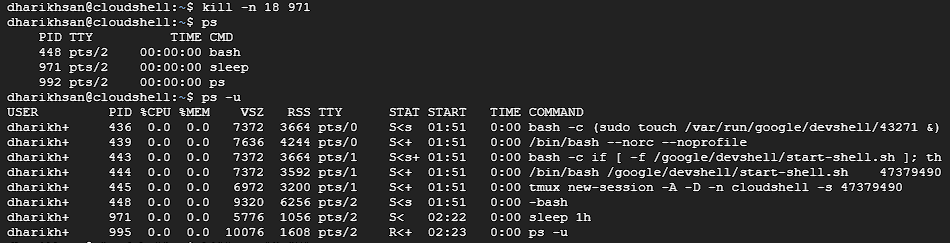 dharikhsan@cloudshell:~$ kill -n 18 971
dharikhsan@cloudshell:~$ ps
    PID TTY          TIME CMD
    448 pts/2    00:00:00 bash
    971 pts/2    00:00:00 sleep
    992 pts/2    00:00:00 ps
dharikhsan@cloudshell:~$ ps -u
USER         PID %CPU %MEM    VSZ   RSS TTY      STAT START   TIME COMMAND
dharikh+     436  0.0  0.0   7372  3664 pts/0    S<s  01:51   0:00 bash -c (sudo touch /var/run/google/devshell/43271 &)
dharikh+     439  0.0  0.0   7636  4244 pts/0    S<+  01:51   0:00 /bin/bash --norc --noprofile
dharikh+     443  0.0  0.0   7372  3664 pts/1    S<s+ 01:51   0:00 bash -c if [ -f /google/devshell/start-shell.sh ]; th
dharikh+     444  0.0  0.0   7372  3592 pts/1    S<+  01:51   0:00 /bin/bash /google/devshell/start-shell.sh    47379490
dharikh+     445  0.0  0.0   6972  3200 pts/1    S<+  01:51   0:00 tmux new-session -A -D -n cloudshell -s 47379490
dharikh+     448  0.0  0.0   9320  6256 pts/2    S<s  01:51   0:00 -bash
dharikh+     971  0.0  0.0   5776  1056 pts/2    S<   02:22   0:00 sleep 1h
dharikh+     995  0.0  0.0  10076  1608 pts/2    R<+  02:23   0:00 ps -u